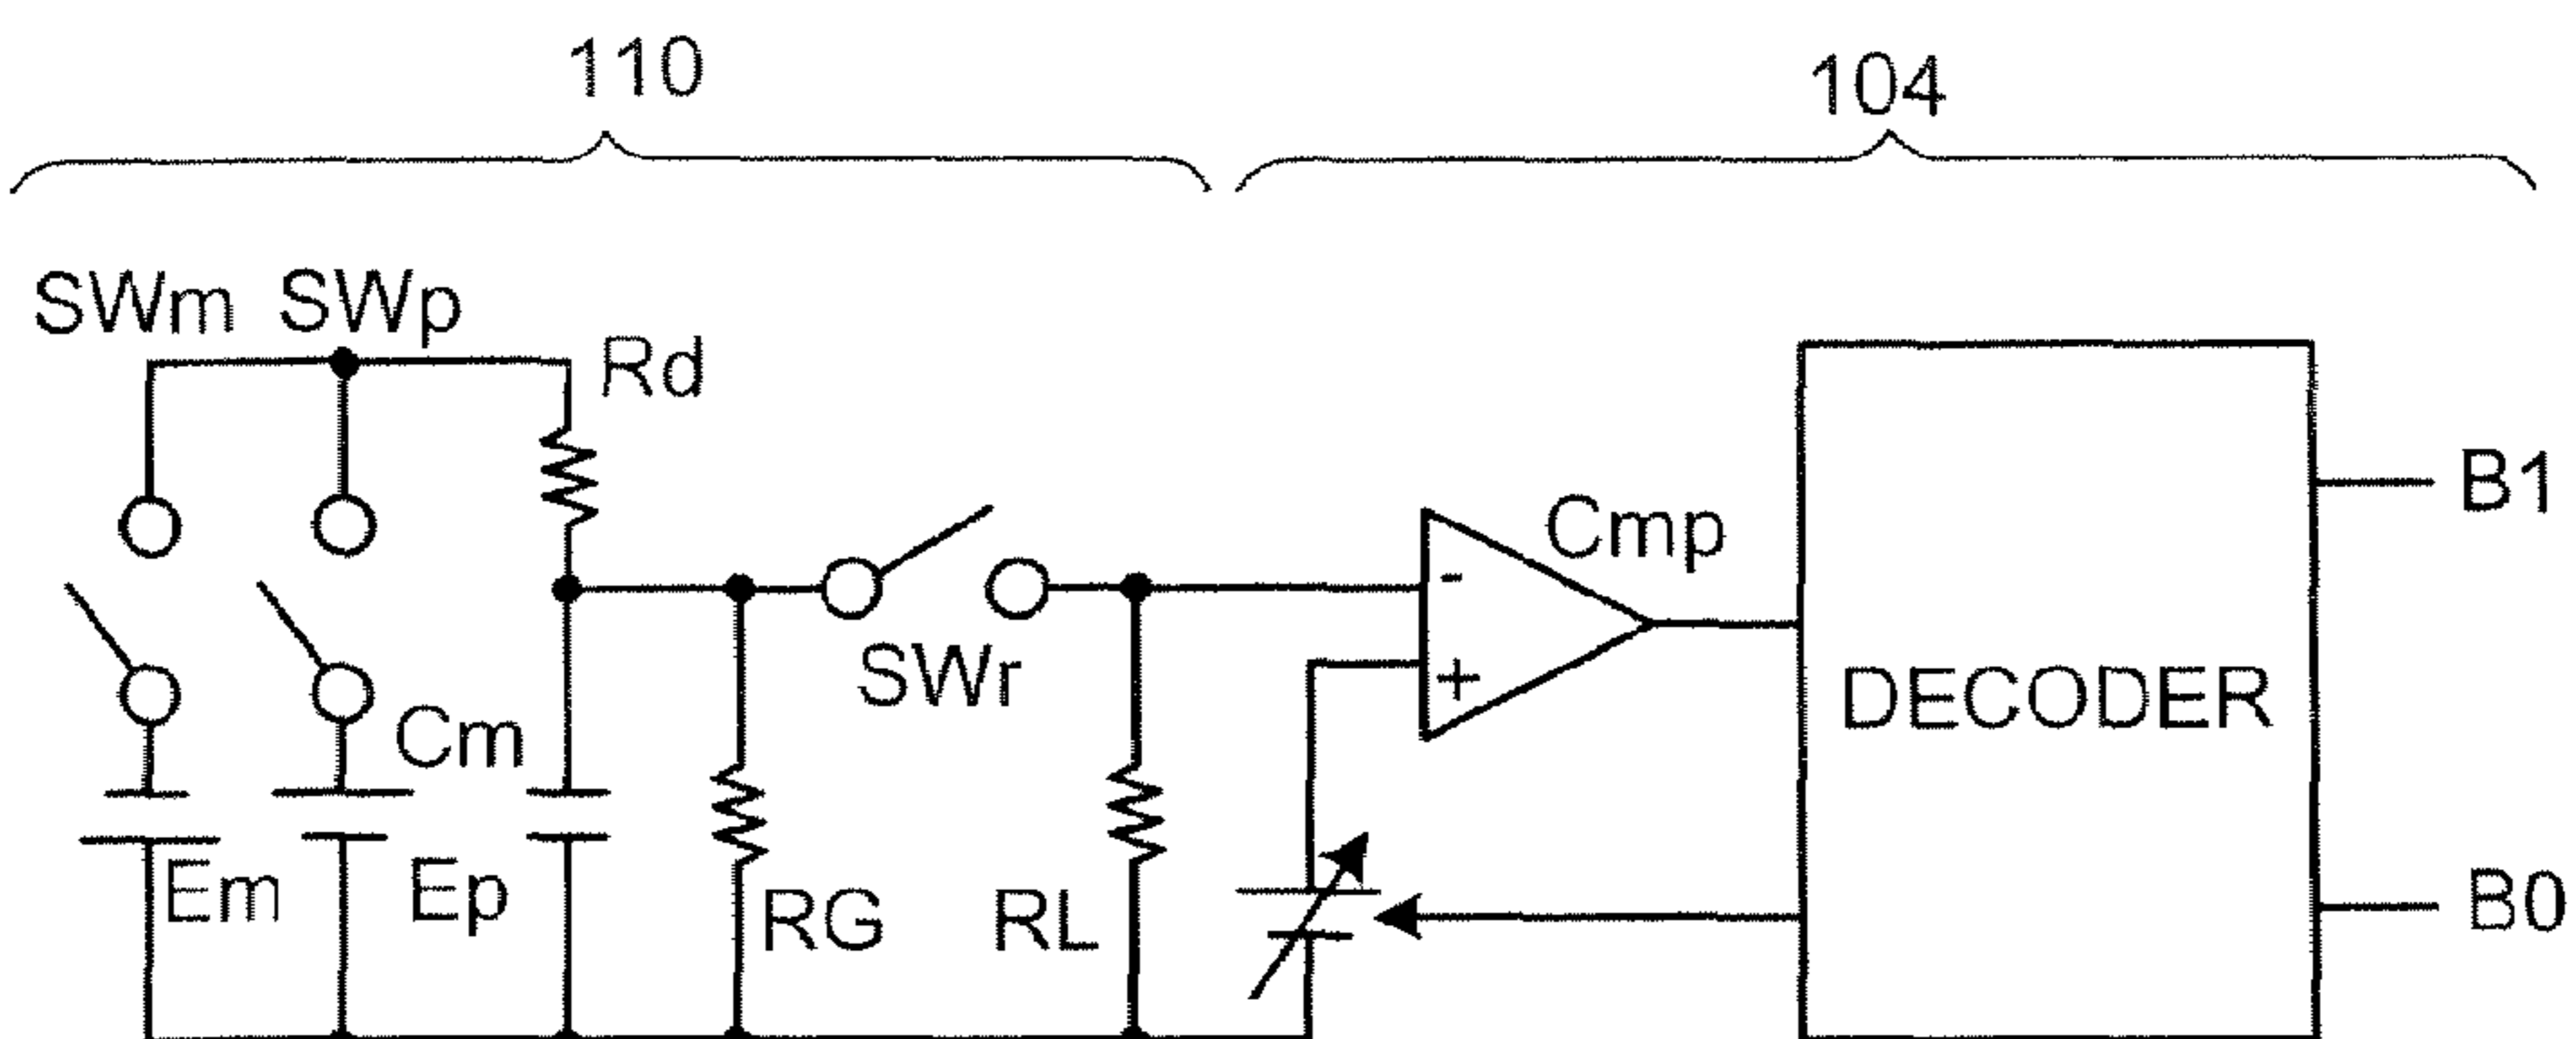 110
104
SWm
SWp
Rd
Cmp
B1
-
SWr
+
Cm
DECODER
Em
Ep
RG
RL
B0